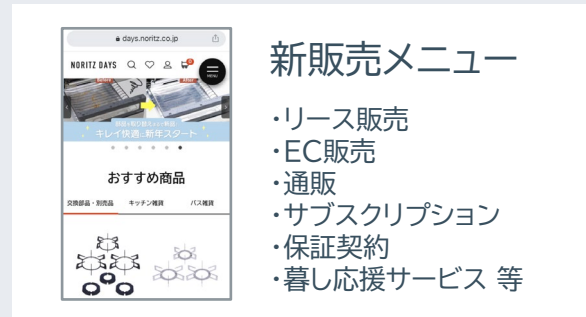 days.noritz.co.jp
NORITZ DAYS
MENU
Before
After
キレイ快適に新年スタート
おすすめ商品
交換部品・別売品 キッチン雑貨 バス雑貨
新販売メニュー
・リース販売
・EC販売
・通販
・サブスクリプション
・保証契約
・暮し応援サービス 等